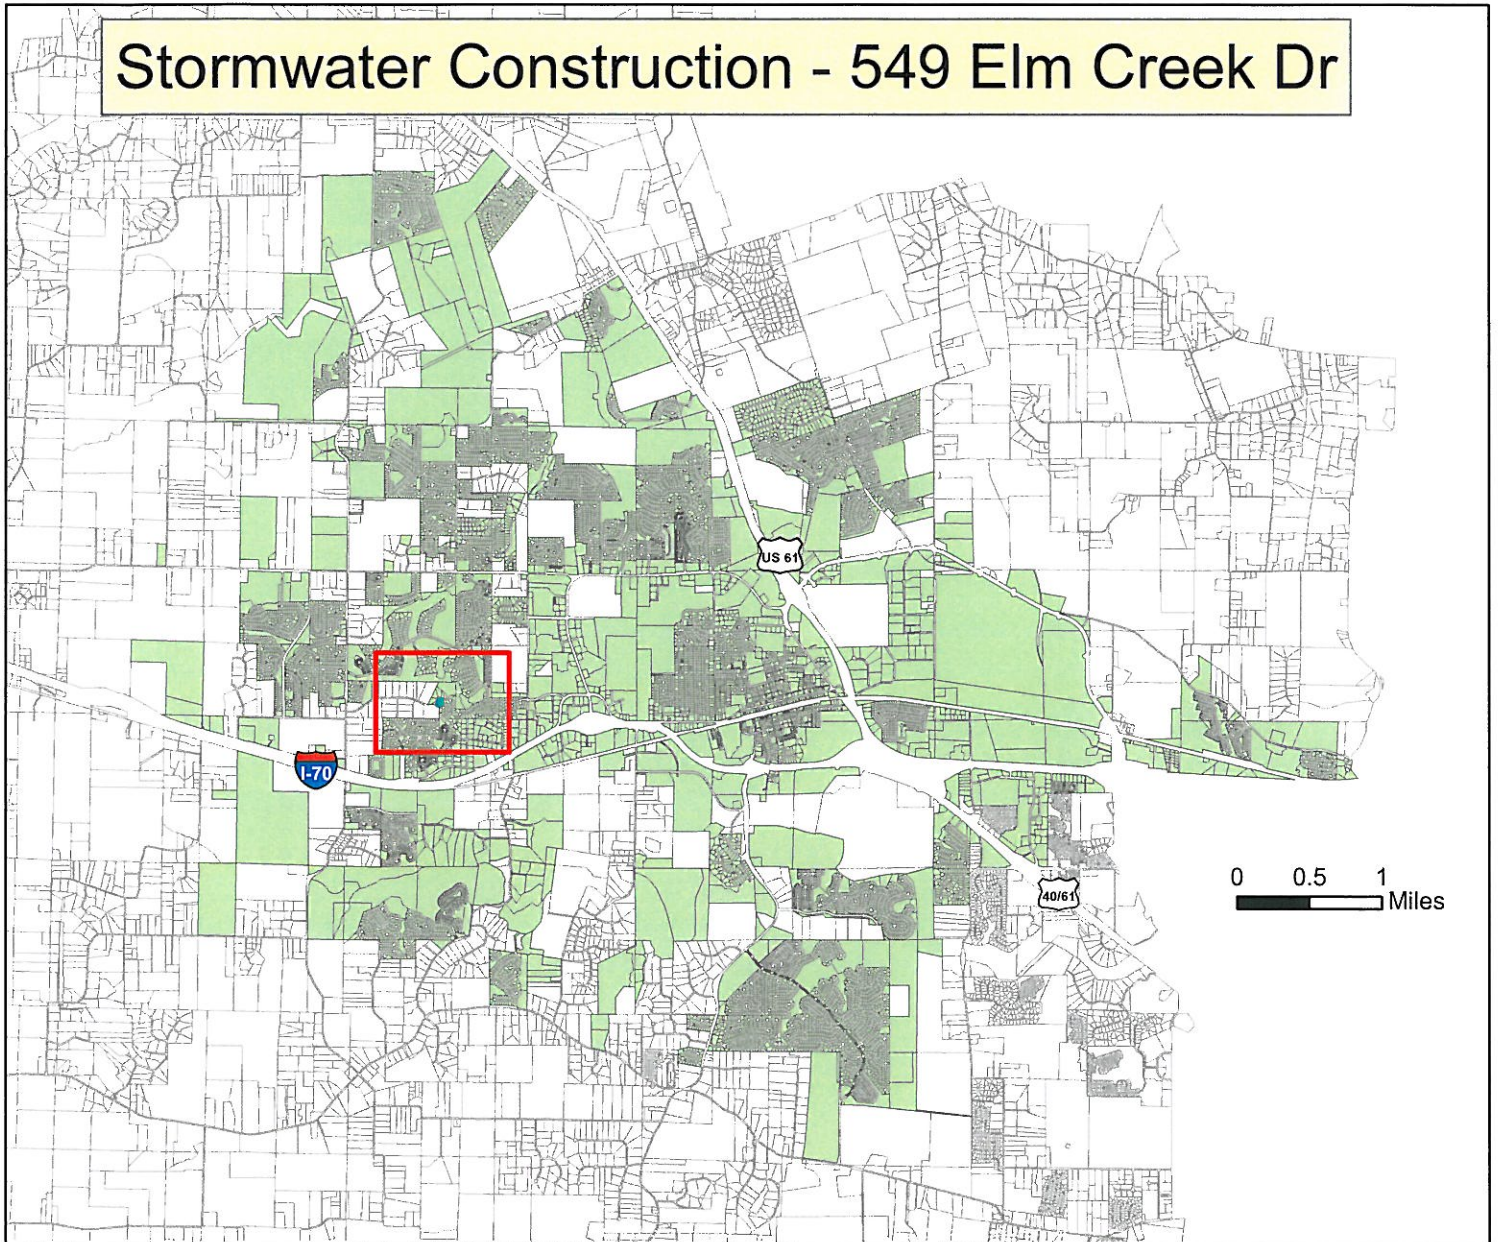 Stormwater Construction - 549 Elm Creek Dr
US 61
I-70
0 0.5 1
Miles
40/61